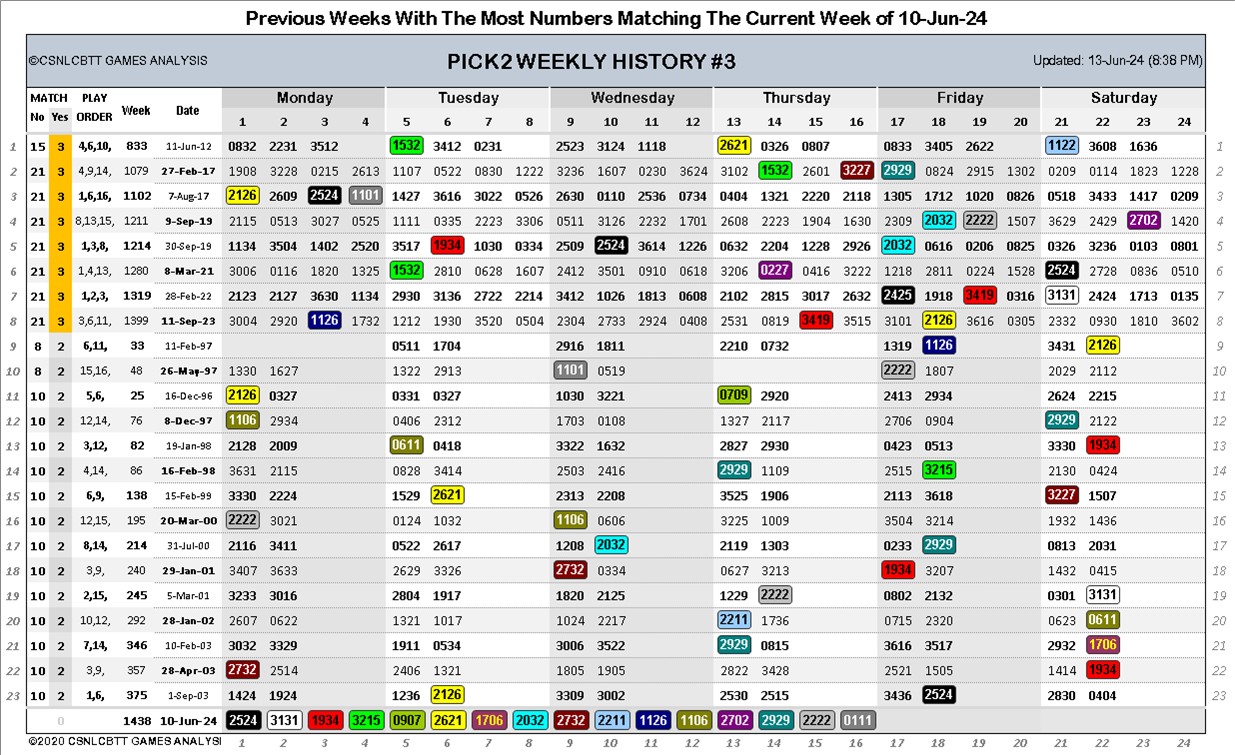 Previous Weeks With The Most Numbers Matching The Current Week of 10-Jun-24
©CSNLCBTT GAMES ANALYSIS PICK2 WEEKLY HISTORY #3 Updated: 13-Jun-24 (8:38 PM)
MATCH PLAY Week Date Monday Tuesday Wednesday Thursday Friday Saturday
No Yes ORDER 1 2 3 4 5 6 7 8 9 10 11 12 13 14 15 16 17 18 19 20 21 22 23 24
1 15 3 4,6,10, 833 11-Jun-12 0832 2231 3512 1532 3412 0231 2523 3124 1118 2621 0326 0807 0833 3405 2622 1122 3608 1636 1
2 21 3 4,9,14, 1079 27-Feb-17 1908 3228 0215 2613 1107 0522 0830 1222 3236 1607 0230 3624 3102 1532 2601 3227 2929 0824 2915 1302 0209 0114 1823 1228 2
3 21 3 1,6,16, 1102 7-Aug-17 2126 2609 2524 1101 1427 3616 3022 0526 2630 0110 2536 0734 0404 1321 2220 2118 1305 1712 1020 0826 0518 3433 1417 0209 3
4 21 3 8,13,15, 1211 9-Sep-19 2115 0513 3027 0525 1111 0335 2223 3306 0511 3126 2232 1701 2608 2223 1904 1630 2309 2032 2222 1507 3629 2429 2702 1420 4
5 21 3 1,3,8, 1214 30-Sep-19 1134 3504 1402 2520 3517 1934 1030 0334 2509 2524 3614 1226 0632 2204 1228 2926 2032 0616 0206 0825 0326 3236 0103 0801 5
6 21 3 1,4,13, 1280 8-Mar-21 3006 0116 1820 1325 1532 2810 0628 1607 2412 3501 0910 0618 3206 0227 0416 3222 1218 2811 0224 1528 2524 2728 0836 0510 6
7 21 3 1,2,3, 1319 28-Feb-22 2123 2127 3630 1134 2930 3136 2722 2214 3412 1026 1813 0608 2102 2815 3017 2632 2425 1918 3419 0316 3131 2424 1713 0135 7
8 21 3 3,6,11, 1399 11-Sep-23 3004 2920 1126 1732 1212 1930 3520 0504 2304 2733 2924 0408 2531 0819 3419 3515 3101 2126 3616 0305 2332 0930 1810 3602 8
9 8 2 6,11, 33 11-Feb-97 0511 1704 2916 1811 2210 0732 1319 1126 3431 2126 9
10 8 2 15,16, 48 26-May-97 1330 1627 1322 2913 1101 0519 2222 1807 2029 2112 10
11 10 2 5,6, 25 16-Dec-96 2126 0327 0331 0327 1030 3221 0709 2920 2413 2934 2624 2215 11
12 10 2 12,14, 76 8-Dec-97 1106 2934 0406 2312 1703 0108 1327 2117 2706 0904 2929 2122 12
13 10 2 3,12, 82 19-Jan-98 2128 2009 0611 0418 3322 1632 2827 2930 0423 0513 3330 1934 13
14 10 2 4,14, 86 16-Feb-98 3631 2115 0828 3414 2503 2416 2929 1109 2515 3215 2130 0424 14
15 10 2 6,9, 138 15-Feb-99 3330 2224 1529 2621 2313 2208 3525 1906 2113 3618 3227 1507 15
16 10 2 12,15, 195 20-Mar-00 2222 3021 0124 1032 1106 0606 3225 1009 3504 3214 1932 1436 16
17 10 2 8,14, 214 31-Jul-00 2116 3411 0522 2617 1208 2032 2119 1303 0233 2929 0813 2031 17
18 10 2 3,9, 240 29-Jan-01 3407 3633 2629 3326 2732 0334 0627 3213 1934 3207 1432 0415 18
19 10 2 2,15, 245 5-Mar-01 3233 3016 2804 1917 1820 2125 1229 2222 0802 2132 0301 3131 19
20 10 2 10,12, 292 28-Jan-02 2607 0622 1321 1017 1024 2217 2211 1736 0715 2320 0623 0611 20
21 10 2 7,14, 346 10-Feb-03 3032 3329 1911 0534 3006 3522 2929 0815 3616 3517 2932 1706 21
22 10 2 3,9, 357 28-Apr-03 2732 2514 2406 1321 1805 1905 2822 3428 2521 1505 1414 1934 22
23 10 2 1,6, 375 1-Sep-03 1424 1924 1236 2126 3309 3002 2530 2515 3436 2524 2830 0404 23
0 1438 10-Jun-24 2524 3131 1934 3215 0907 2621 1706 2032 2732 2211 1126 1106 2702 2929 2222 0111
©2020 CSNLCBTT GAMES ANALYSI 1 2 3 4 5 6 7 8 9 10 11 12 13 14 15 16 17 18 19 20 21 22 23 24